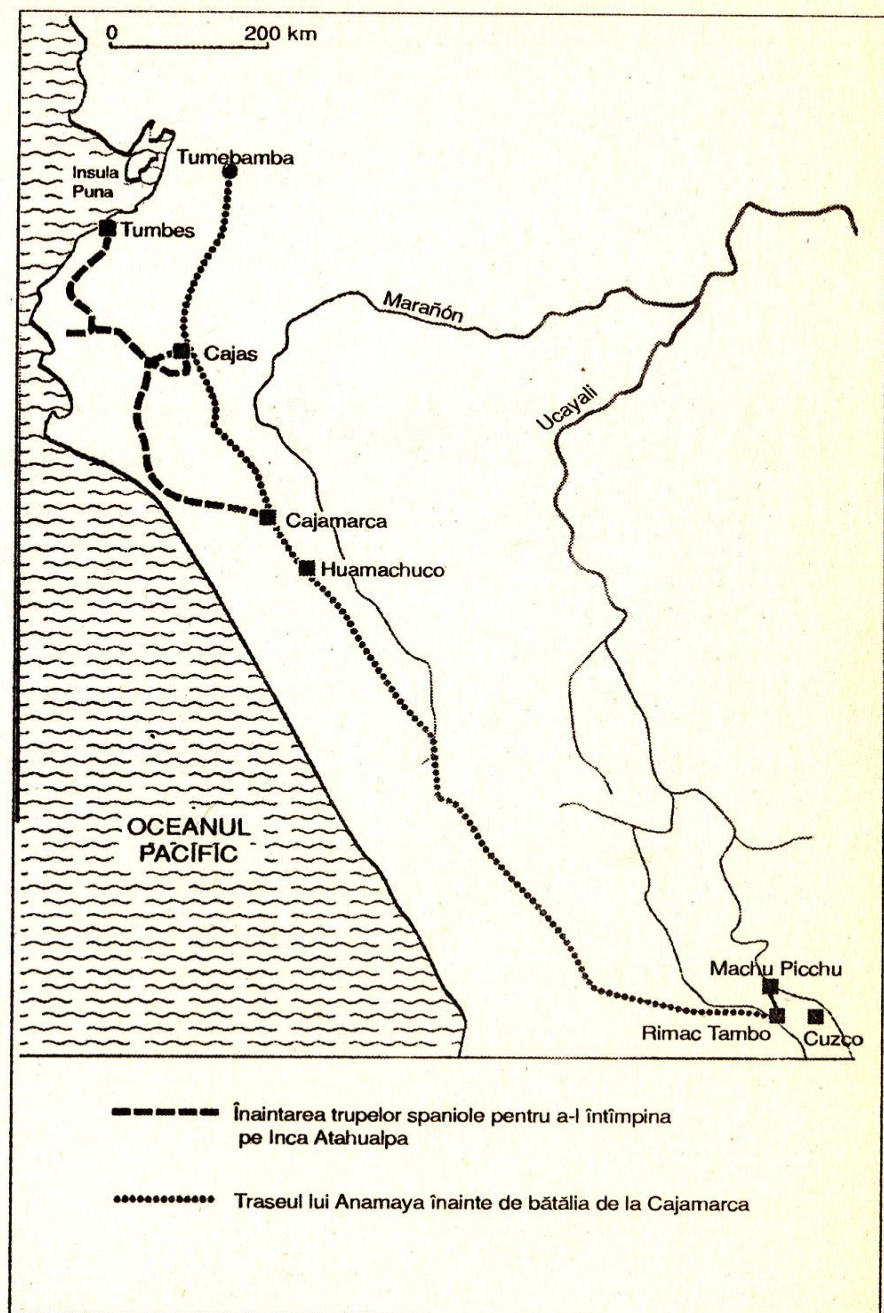 0 200 km
Tumebamba
Insula
Puna
Tumbes
Marañón
Cajas
Ucayali
Cajamarca
Huamachuco
OCEANUL
PACÎFIC
Machu Picchu
Rimac Tambo
Cuzco
Înaintarea trupelor spaniole pentru a-l întîmpina
pe Inca Atahualpa
Traseul lui Anamaya înainte de bătălia de la Cajamarca